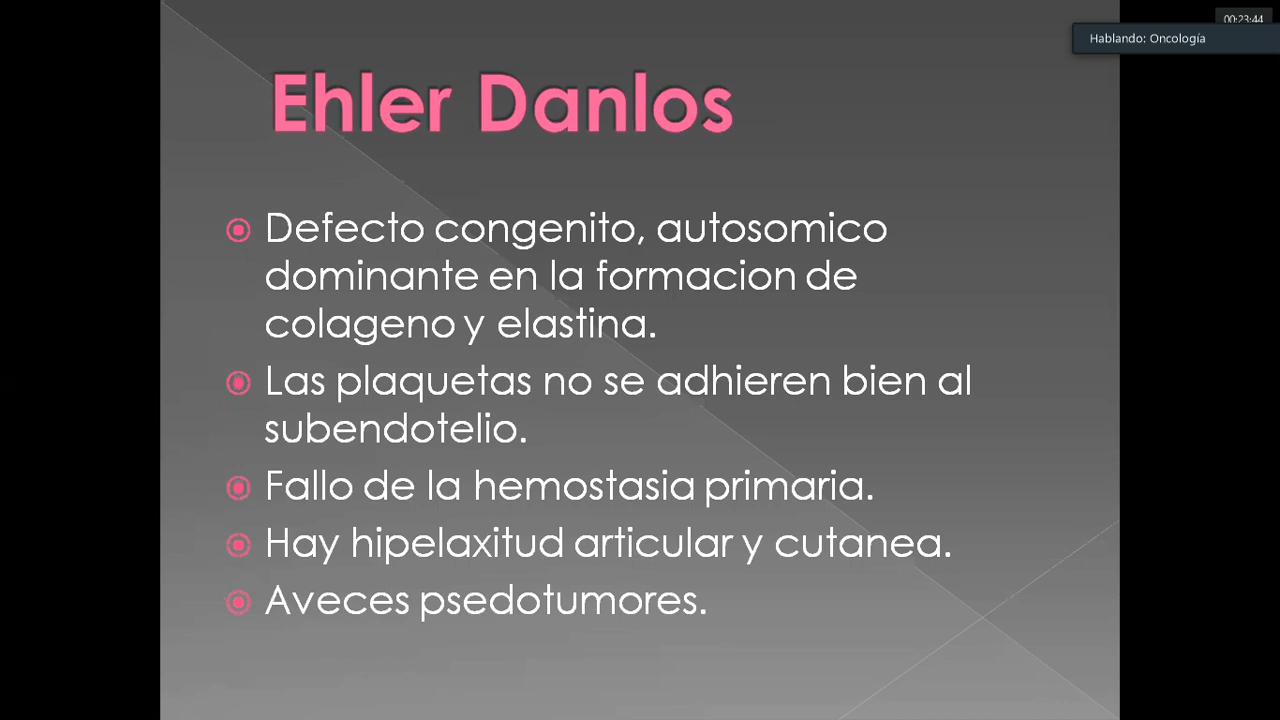 00:23:44
Hablando: Oncología
Ehler Danlos
Defecto congenito, autosomico
dominante en la formacion de
colageno y elastina.
Las plaquetas no se adhieren bien al
subendotelio.
Fallo de la hemostasia primaria.
Hay hipelaxitud articular y cutanea.
Aveces psedotumores.